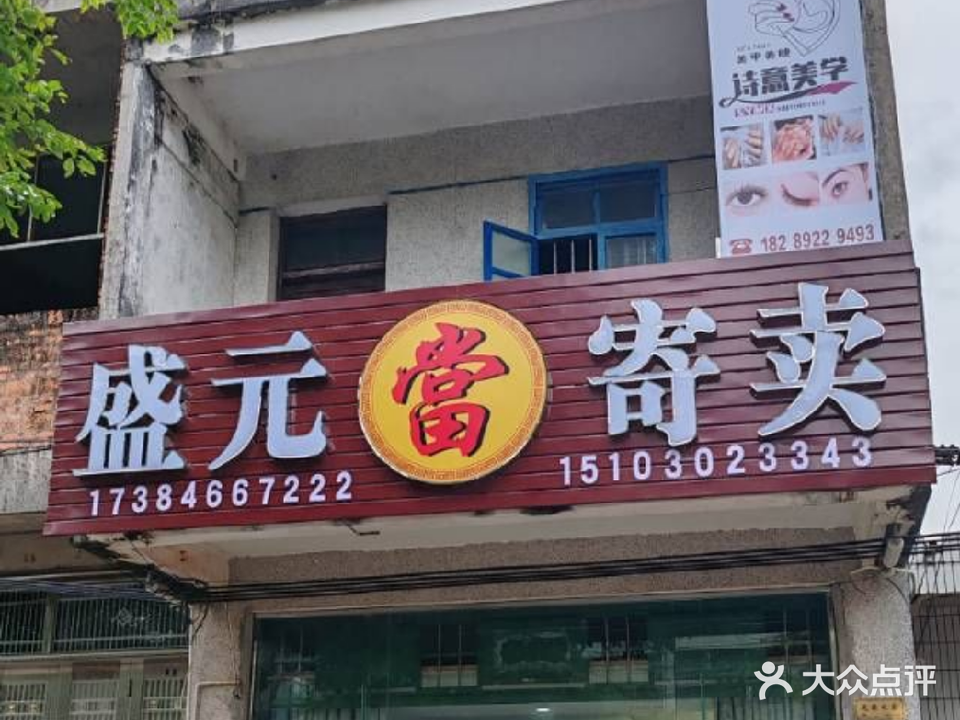 美甲美睫
诗意美学
182 8922 9493
盛元 當 寄卖
17384667222
15103023343
大众点评